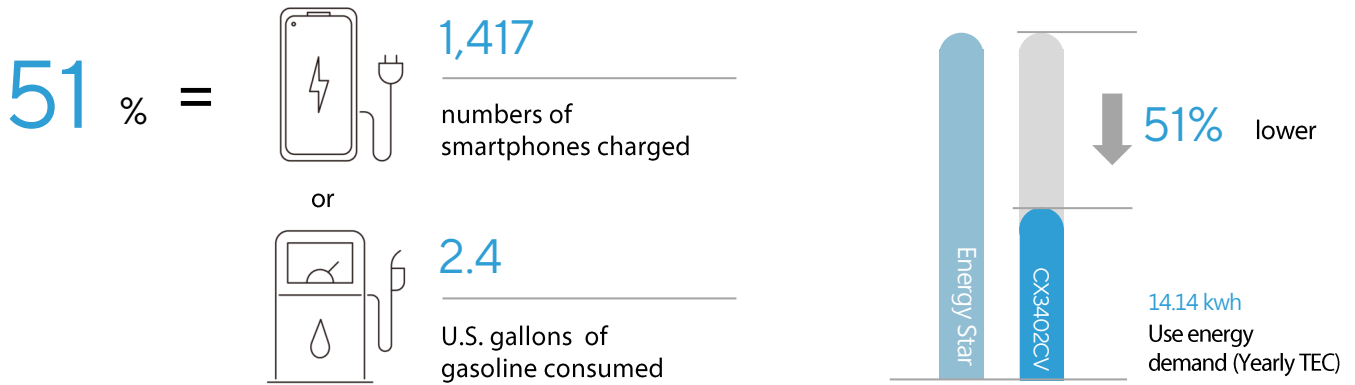 51 % =
1,417
numbers of
smartphones charged
or
2.4
U.S. gallons of
gasoline consumed
Energy Star
CX3402CV
51% lower
14.14 kwh
Use energy
demand (Yearly TEC)